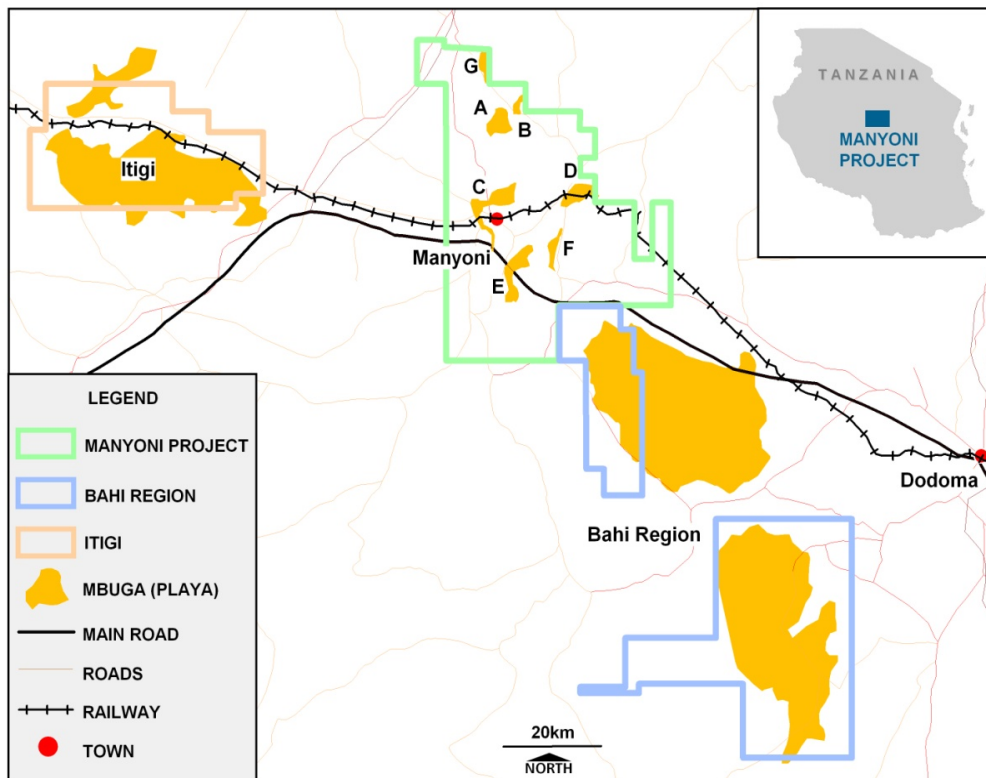 TANZANIA
MANYONI
PROJECT
G
A
B
Itigi
D
C
Manyoni
F
E
Dodoma
Bahi Region
LEGEND
MANYONI PROJECT
BAHI REGION
ITIGI
MBUGA (PLAYA)
MAIN ROAD
ROADS
RAILWAY
TOWN
20km
NORTH